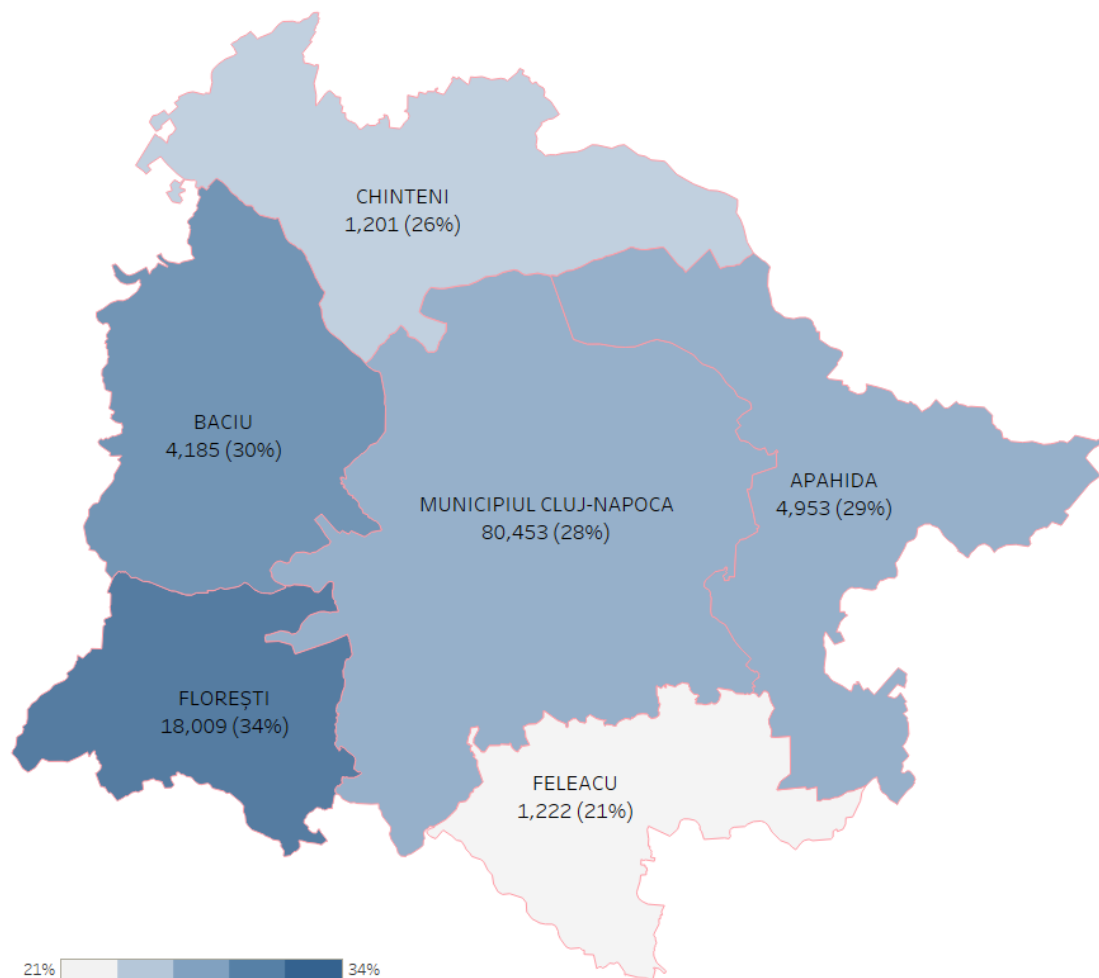 CHINTENI
1,201 (26%)
BACIU
4,185 (30%)
MUNICIPIUL CLUJ-NAPOCA
80,453 (28%)
APAHIDA
4,953 (29%)
FLOREȘTI
18,009 (34%)
FELEACU
1,222 (21%)
21% 34%